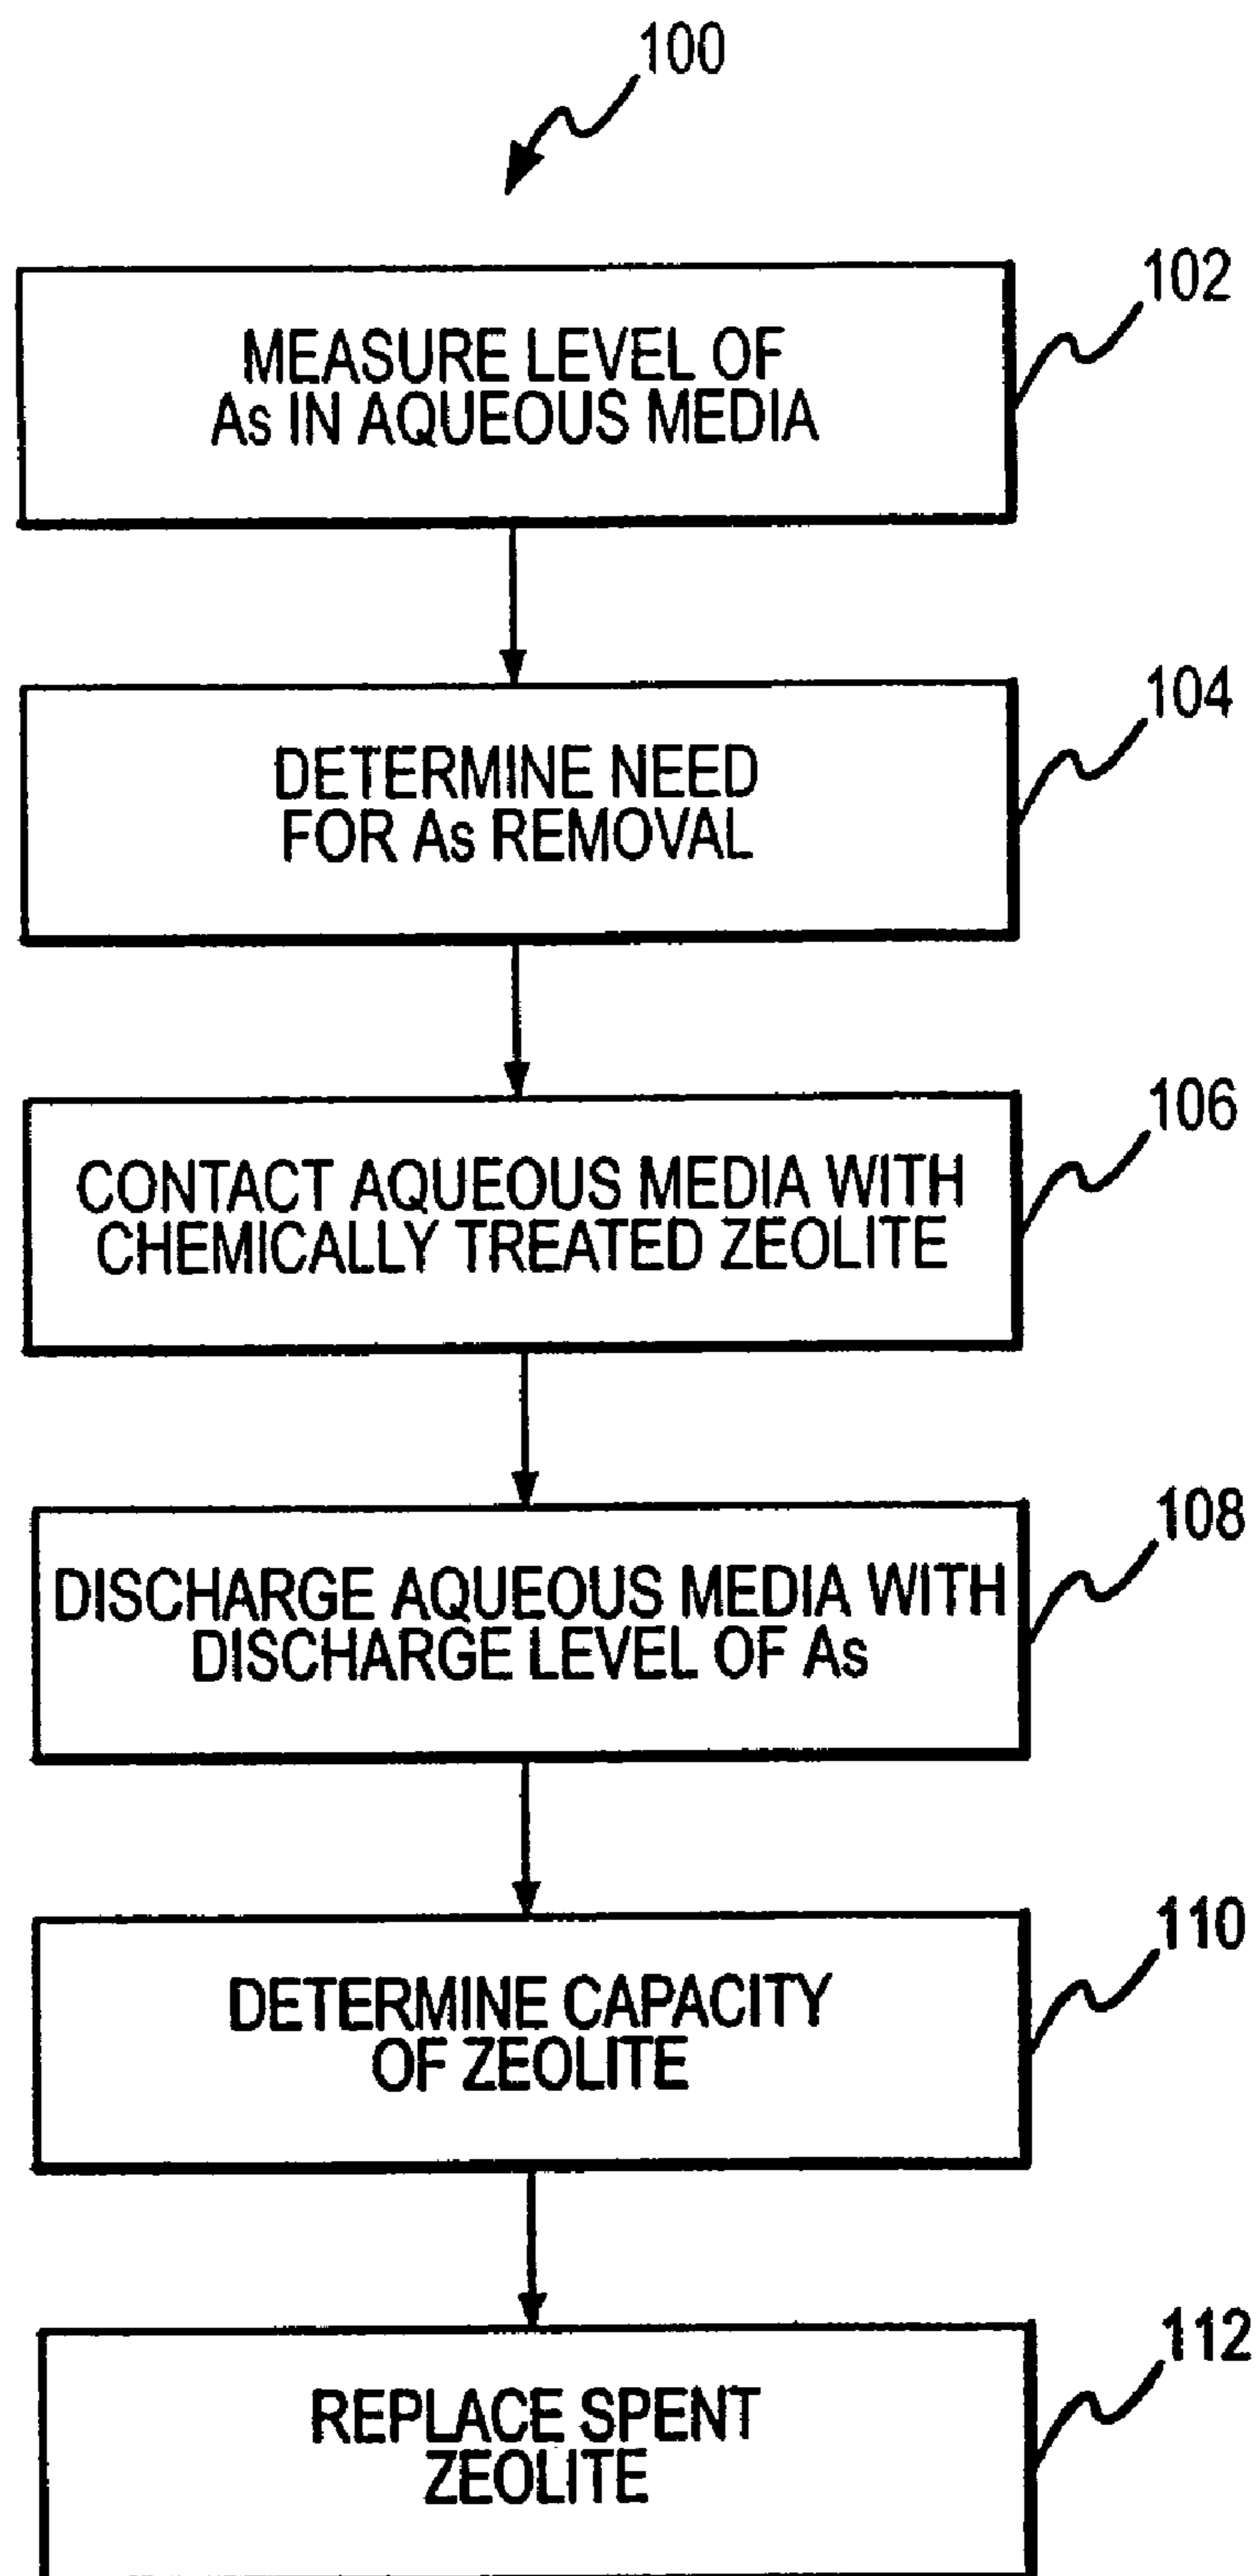 100
MEASURE LEVEL OF
As IN AQUEOUS MEDIA
102
DETERMINE NEED
FOR As REMOVAL
104
CONTACT AQUEOUS MEDIA WITH
CHEMICALLY TREATED ZEOLITE
106
DISCHARGE AQUEOUS MEDIA WITH
DISCHARGE LEVEL OF As
108
DETERMINE CAPACITY
OF ZEOLITE
110
REPLACE SPENT
ZEOLITE
112